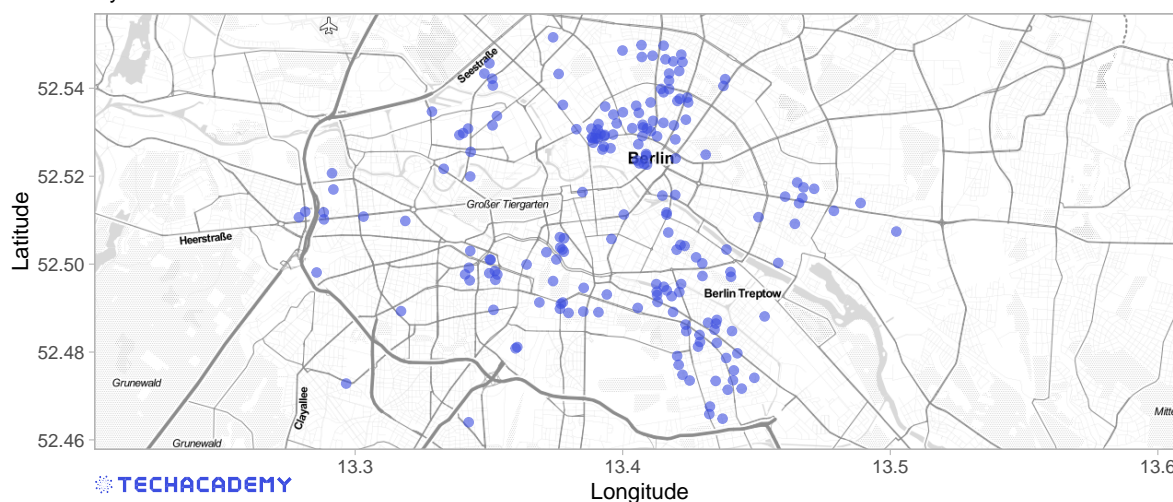 52.54
52.52
52.50
52.48
52.46
Latitude
Seestraße
Berlin
Großer Tiergarten
Heerstraße
Berlin Treptow
Grunewald
Clayallee
Grunewald
13.3
13.4
13.5
Longitude
TECHACADEMY